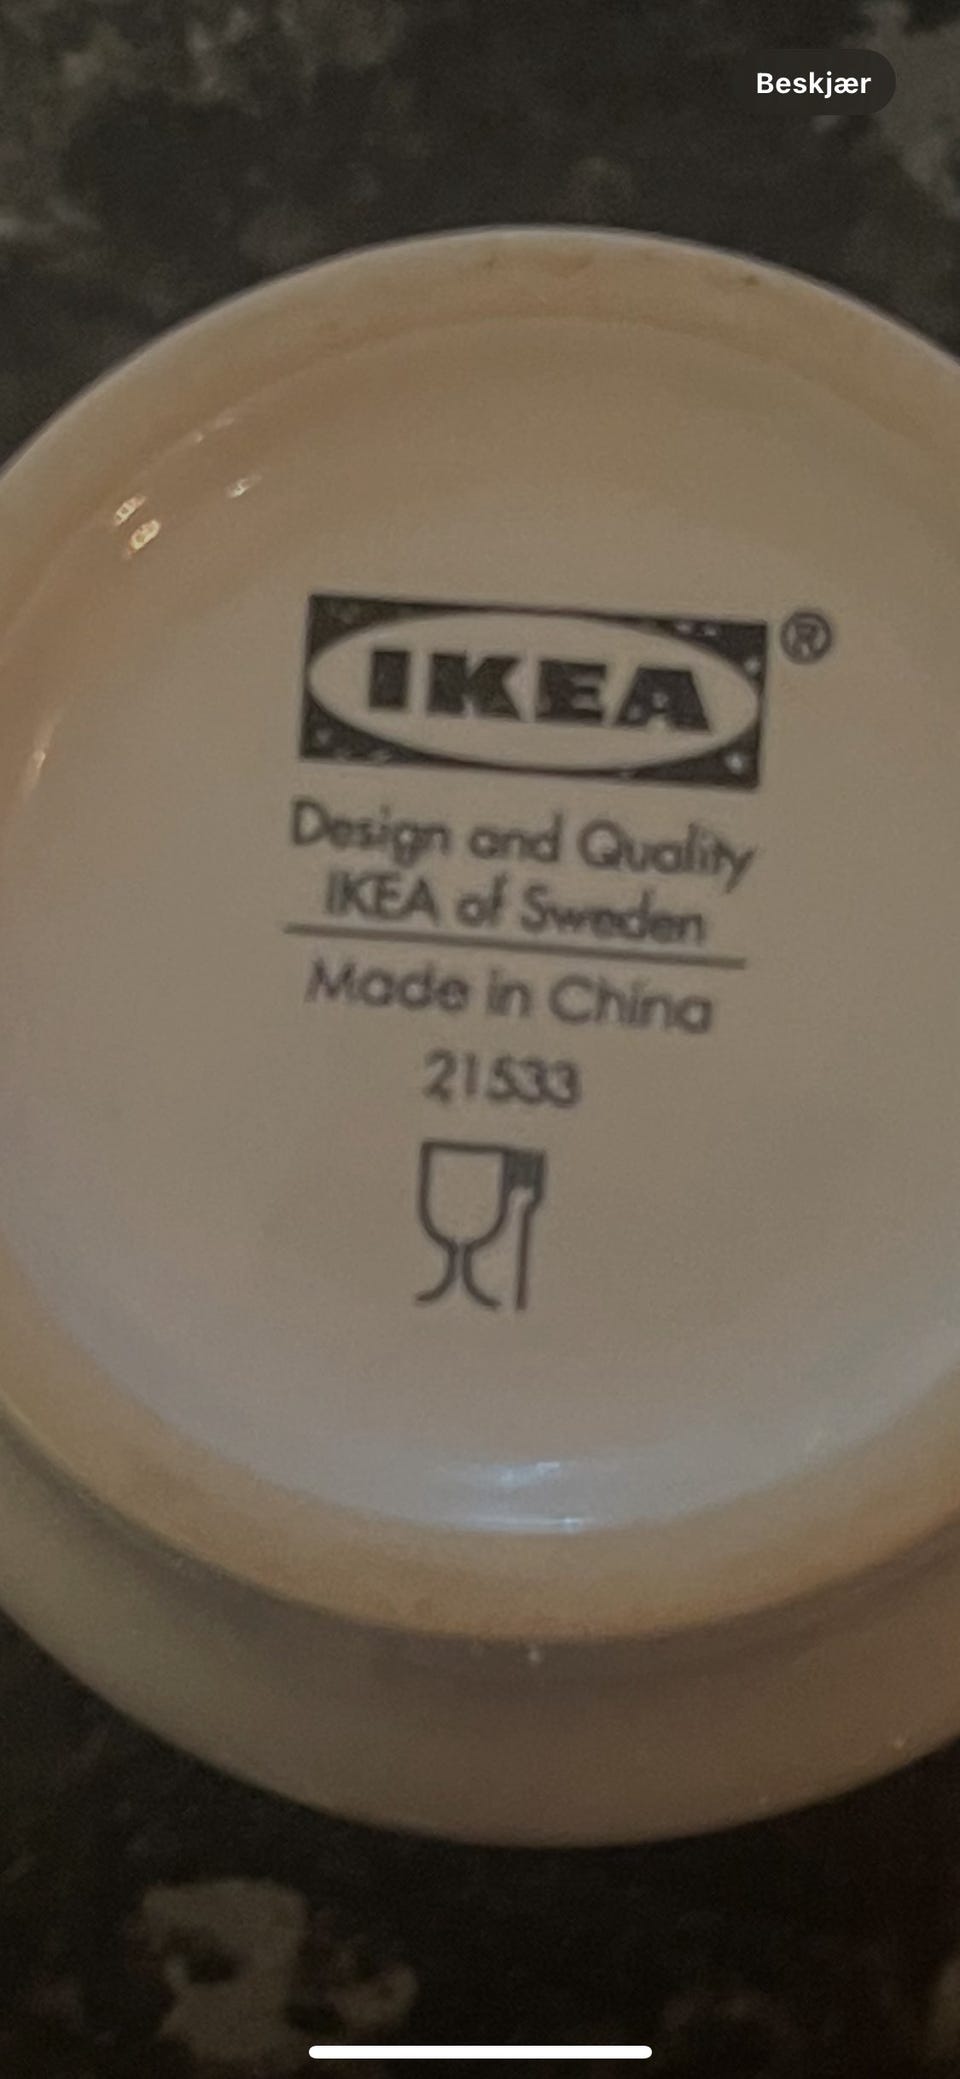 Beskjær
IKEA®
Design and Quality
IKEA of Sweden
Made in China
21533